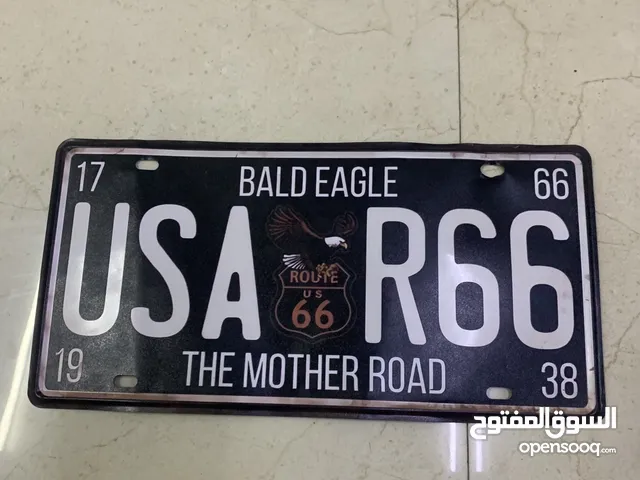 17 BALD EAGLE 66
USA R66
ROUTE
US
66
19 THE MOTHER ROAD 38
السوق المفتوح
opensooq.com